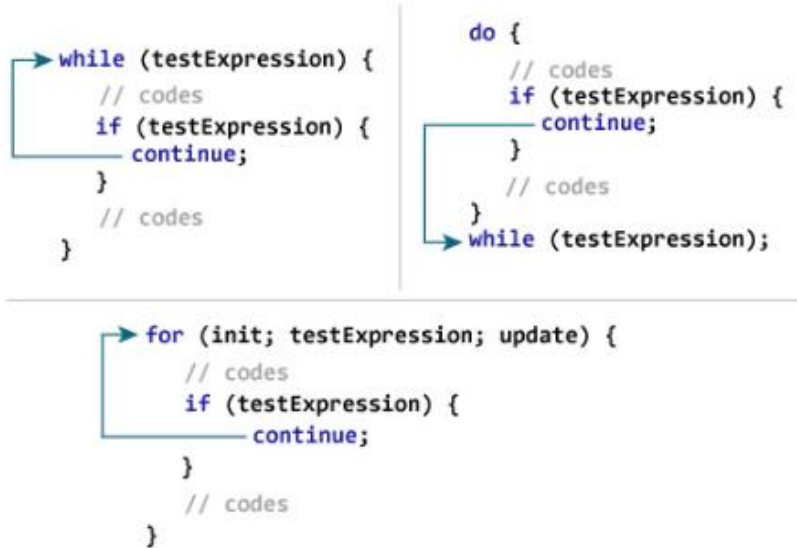 while (testExpression) {
// codes
if (testExpression) {
continue;
}
// codes
}
do {
// codes
if (testExpression) {
continue;
}
// codes
}
while (testExpression);
for (init; testExpression; update) {
// codes
if (testExpression) {
continue;
}
// codes
}